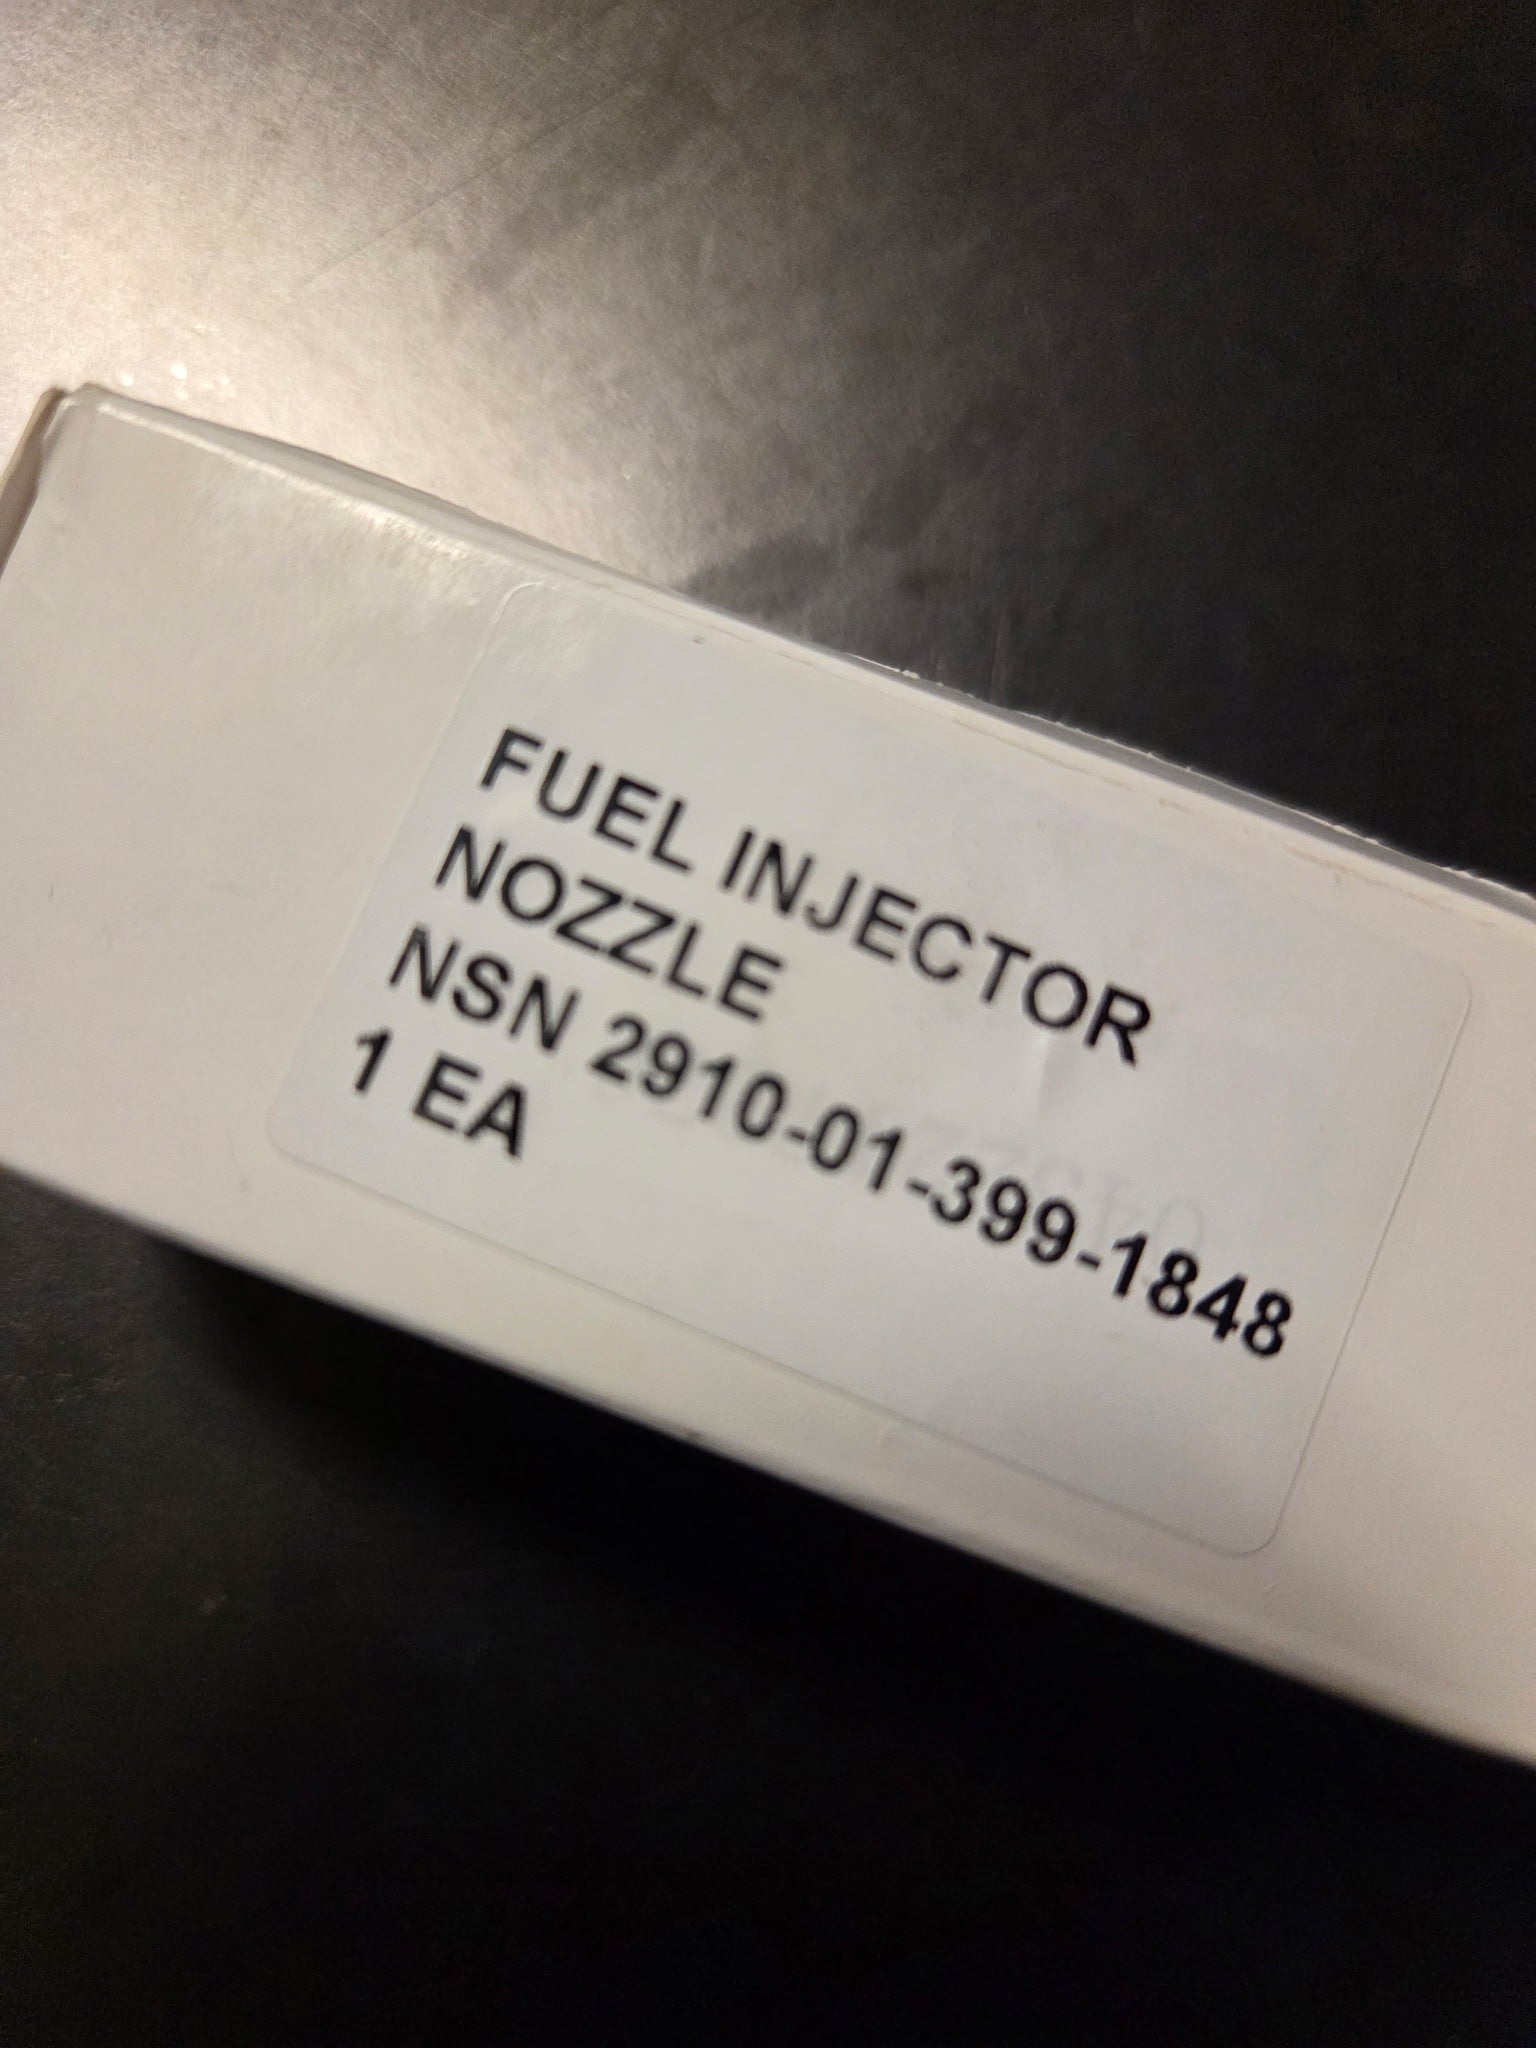 FUEL INJECTOR
NOZZLE
NSN 2910-01-399-1848
1 EA